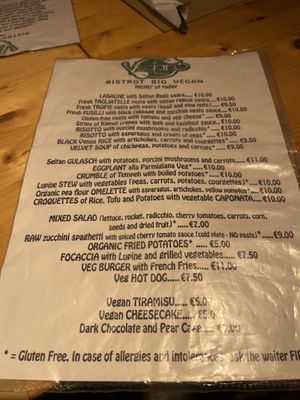 BISTROT BIG VEGAN
MENU' of today
LASAGNE with Seitan Ragù sauce... €10.00
Fresh TAGLIATELLE pasta with seitan ragout sauce... €10.00
Fresh TROFIE pasta with pesto (basil and vine nuts)... €9.50
Fresh FUSILLI with black cabbage pesto and zucchini... €10.00
Gluten-free pasta with tomato and veg cheese*... €9.00
Stries of Kamut cream with leek and hazelnut sauce... €10.00
RISOTTO with porcini mushrooms and radicchio*... €10.00
RISOTTO with asparagus and cream of peas*... €10.00
BLACK Venus RICE with artichokes, carrots and courgettes*... €9.50
VELVET SOUP of chickpeas, potatoes and carrots*... €9.00
Seitan GULASCH with potatoes, porcini mushrooms and carrots.....€11.00
EGGPLANT alla Parmigiana Veg*... €10.00
CRUMBLE of Tempeh with boiled potatoes*... €10.00
Lupine STEW with vegetables (peas, carrots, potatoes, courgettes)*... €10.00
Organic pea flour OMELETTE with asparagus, artichokes, yellow pumpkin*... €10.00
CROQUETTES of Rice, Tofu and Potatoes with vegetable CAPONATA... €10.00
MIXED SALAD (lettuce, rocket, radicchio, cherry tomatoes, carrots, corn,
seeds and dried fruit)*... €7.00
RAW zucchini spaghetti with spiced cherry tomato sauce (cold plate - NO pasta)*... €9.00
ORGANIC FRIED POTATOES*..... €5.00
FOCACCIA with Lupine and grilled vegetables... €7.50
VEG BURGER with French Fries..... €11.00
Veg HOT DOG..... €7.50
Vegan TIRAMISU..... €5.0
Vegan CHEESECAKE..... €5.0
Dark Chocolate and Pear Cake... €7.00
* = Gluten Free. In case of allergies and intolerances ask the waiter